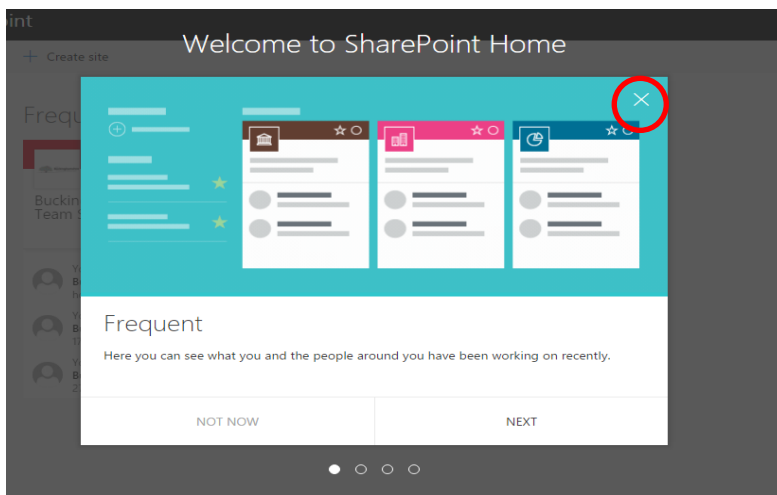 int
Welcome to SharePoint Home
+ Create site
Frequ
Buckin
Team S
Frequent
Here you can see what you and the people around you have been working on recently.
NOT NOW
NEXT